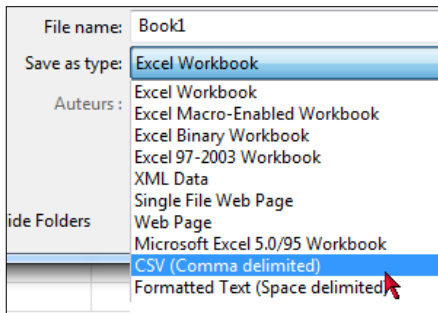 File name: Book1
Save as type: Excel Workbook
Excel Workbook
Auteurs :
Excel Macro-Enabled Workbook
Excel Binary Workbook
Excel 97-2003 Workbook
XML Data
Single File Web Page
ide Folders
Web Page
Microsoft Excel 5.0/95 Workbook
CSV (Comma delimited)
Formatted Text (Space delimited)